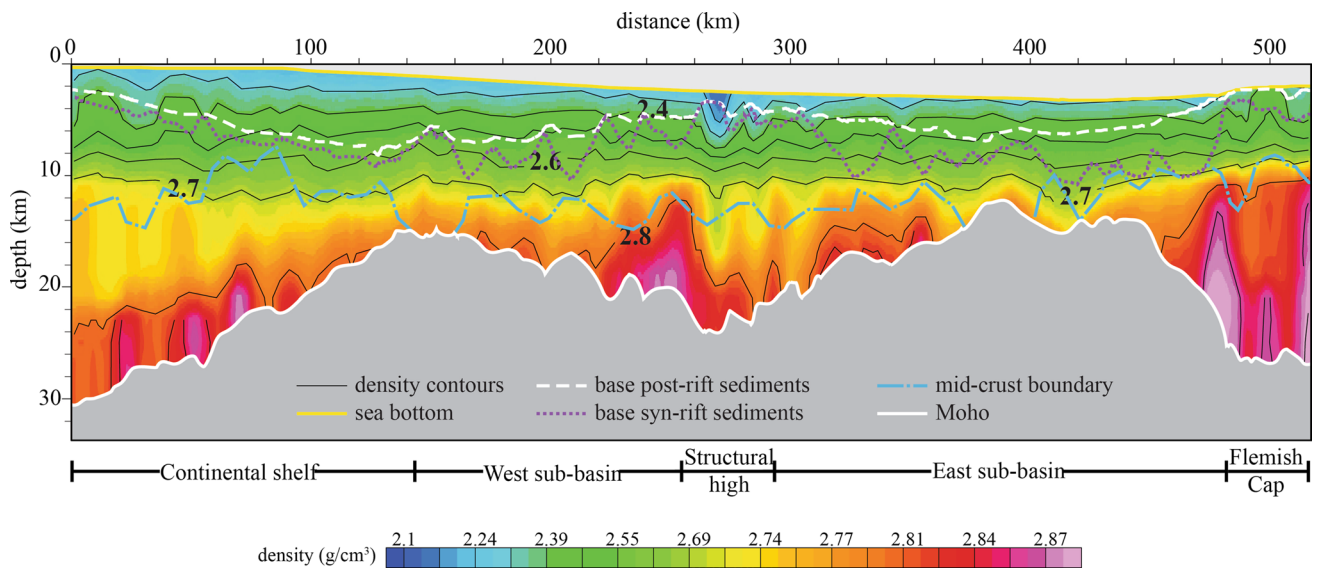 distance (km)
0 100 200 300 400 500
0
10
20
30
depth (km)
2.4
2.6
2.7
2.7
2.8
density contours
base post-rift sediments
mid-crust boundary
sea bottom
base syn-rift sediments
Moho
Continental shelf
West sub-basin
Structural
high
East sub-basin
Flemish
Cap
density (g/cm³)
2.1 2.24 2.39 2.55 2.69 2.74 2.77 2.81 2.84 2.87